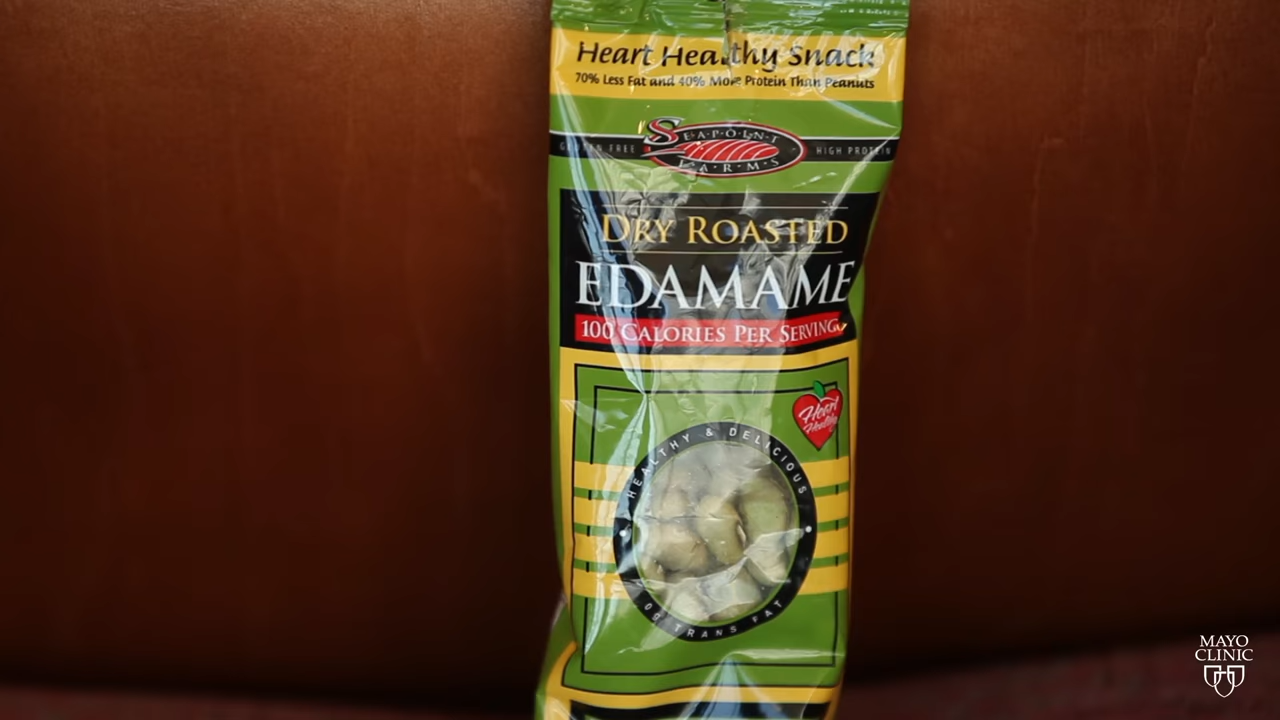 Heart Healthy Snack
70% Less Fat and 40% More Protein Than Peanuts
SEAPOINT
GLUTEN FREE
HIGH PROTEIN
FARMS
DRY ROASTED
EDAMAME
100 CALORIES PER SERVING
Heart
Healthy
HEALTHY & DELICIOUS
0g TRANS FAT
MAYO
CLINIC